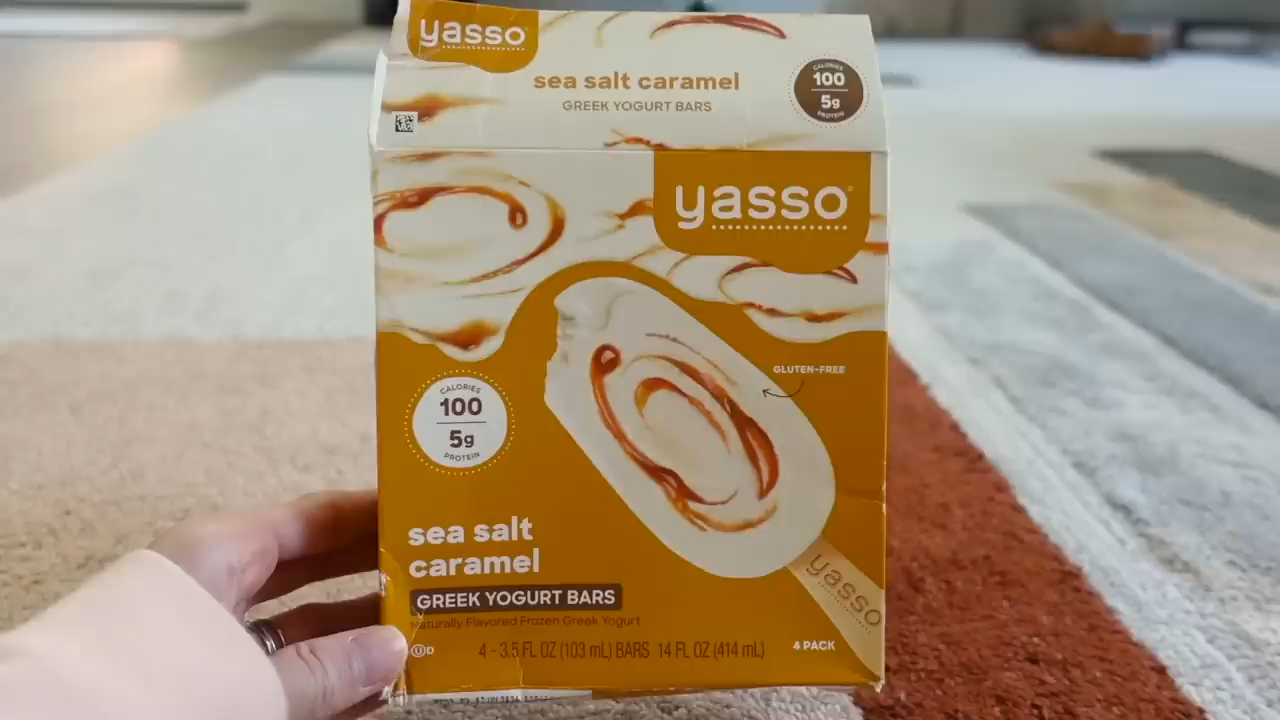 yasso
sea salt caramel
GREEK YOGURT BARS
CALORIES
100
5g
PROTEIN
yasso
GLUTEN-FREE
CALORIES
100
5g
PROTEIN
sea salt
caramel
GREEK YOGURT BARS
Naturally Flavored Frozen Greek Yogurt
yasso
U D
4 - 3.5 FL OZ (103 mL) BARS 14 FL OZ (414 mL)
4 PACK